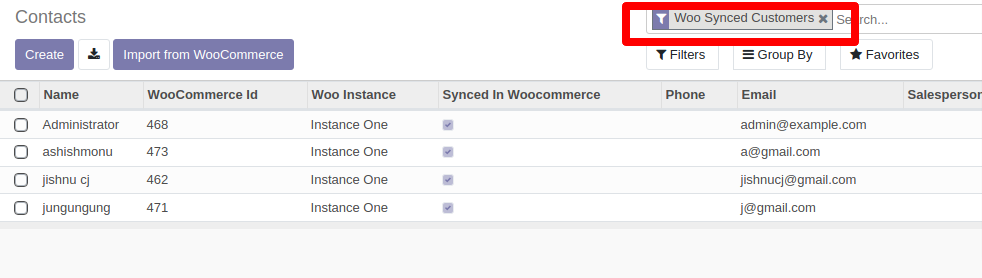 Contacts
Woo Synced Customers Search...
Create Import from WooCommerce Filters Group By Favorites
Name WooCommerce Id Woo Instance Synced In Woocommerce Phone Email Salesperson
Administrator 468 Instance One admin@example.com
ashishmonu 473 Instance One a@gmail.com
jishnu cj 462 Instance One jishnucj@gmail.com
jungungung 471 Instance One j@gmail.com